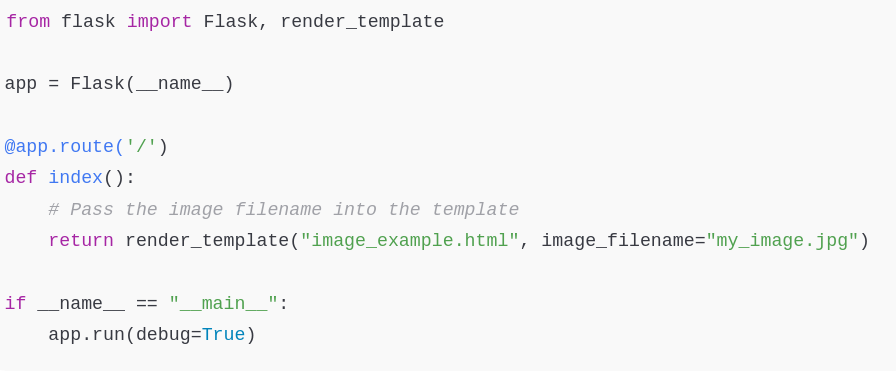 from flask import Flask, render_template
app = Flask(__name__)
@app.route('/')
def index():
    # Pass the image filename into the template
    return render_template("image_example.html", image_filename="my_image.jpg")
if __name__ == "__main__":
    app.run(debug=True)